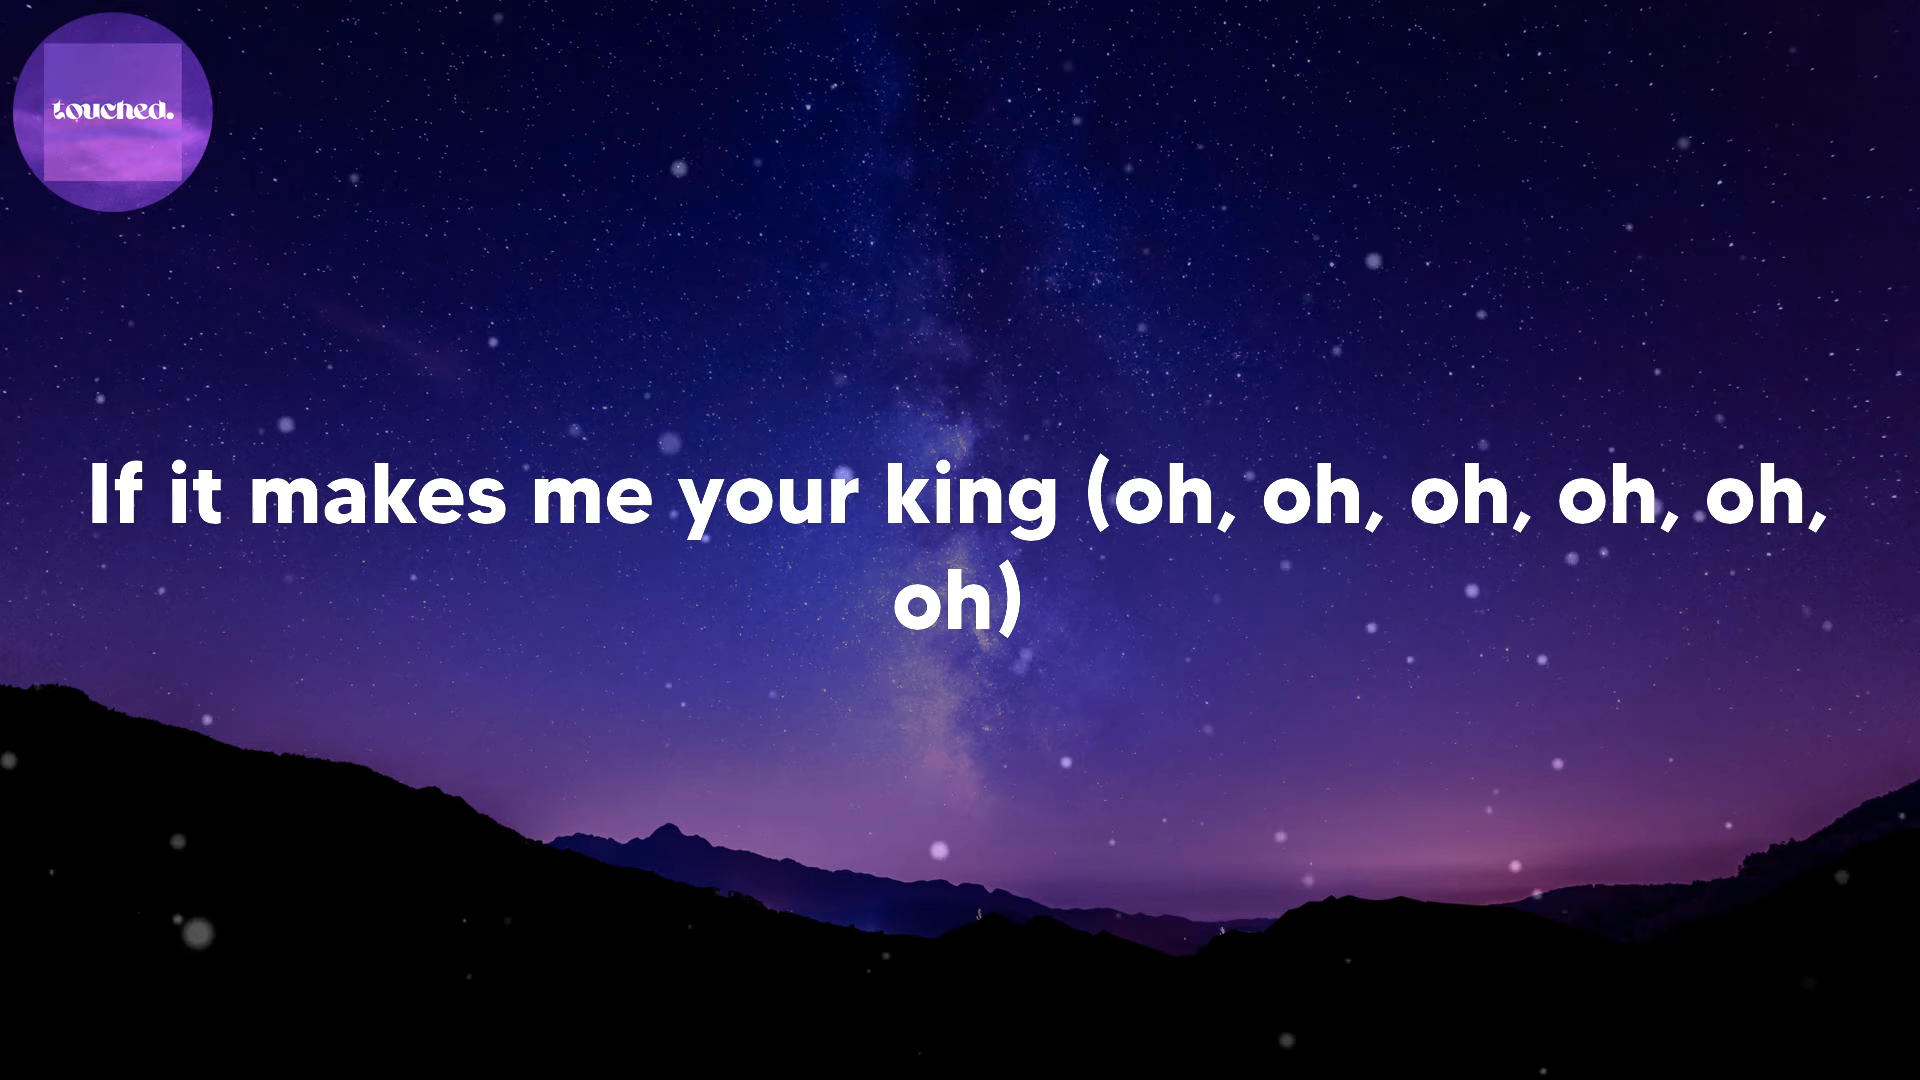 touched.
If it makes me your king (oh, oh, oh, oh, oh,
oh)